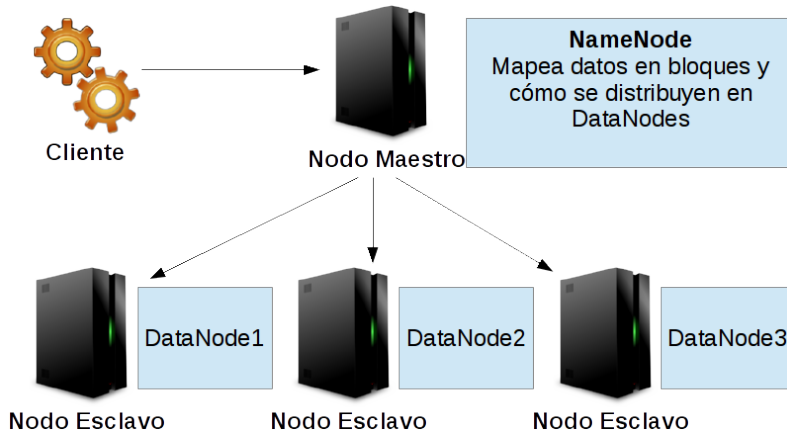 Cliente
Nodo Maestro
NameNode
Mapea datos en bloques y
cómo se distribuyen en
DataNodes
DataNode1
DataNode2
DataNode3
Nodo Esclavo
Nodo Esclavo
Nodo Esclavo